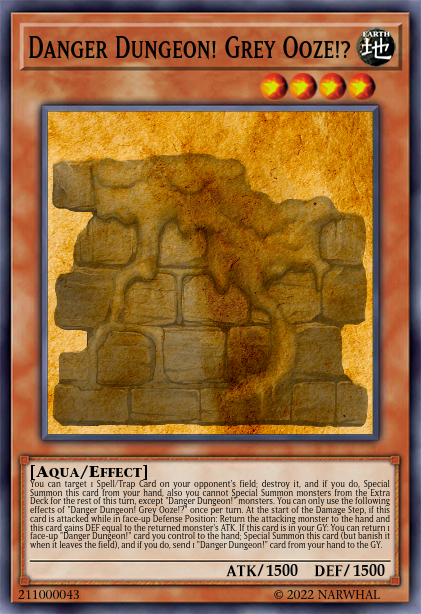 Danger Dungeon! Grey Ooze!?
EARTH
地
[Aqua/Effect]
You can target 1 Spell/Trap Card on your opponent's field; destroy it, and if you do, Special
Summon this card from your hand, also you cannot Special Summon monsters from the Extra
Deck for the rest of this turn, except "Danger Dungeon!" monsters. You can only use the following
effects of "Danger Dungeon! Grey Ooze!?" once per turn. At the start of the Damage Step, if this
card is attacked while in face-up Defense Position: Return the attacking monster to the hand and
this card gains DEF equal to the returned monster's ATK. If this card is in your GY: You can return 1
face-up "Danger Dungeon!" card you control to the hand; Special Summon this card (but banish it
when it leaves the field), and if you do, send 1 "Danger Dungeon!" card from your hand to the GY.
ATK/1500 DEF/1500
211000043 © 2022 NARWHAL